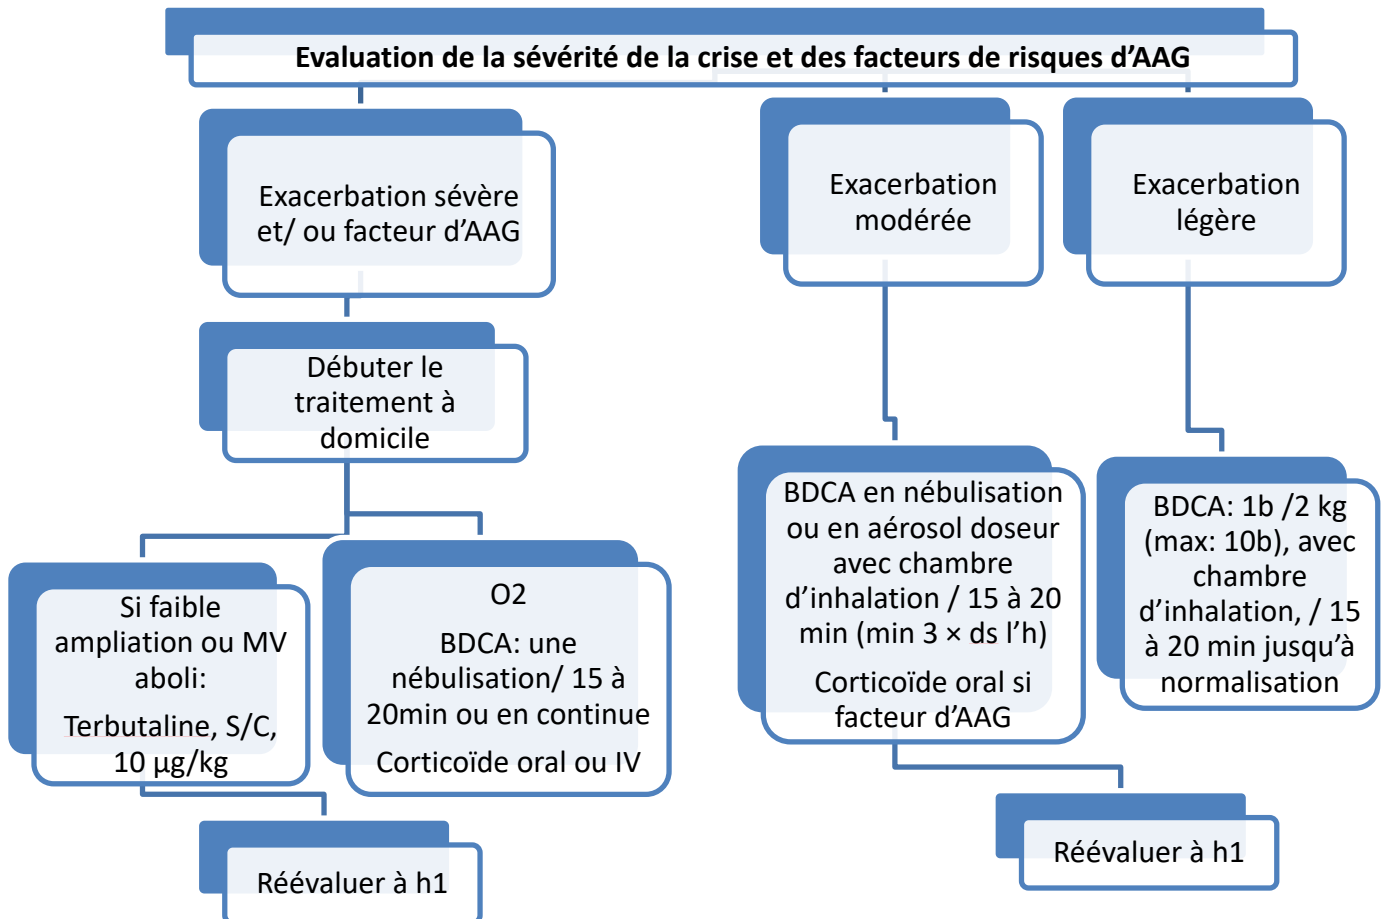 Evaluation de la sévérité de la crise et des facteurs de risques d'AAG
Exacerbation sévère
et/ ou facteur d'AAG
Débuter le
traitement à
domicile
Si faible
ampliation ou MV
aboli:
Terbutaline, S/C,
10 µg/kg
O2
BDCA: une
nébulisation/ 15 à
20min ou en continue
Corticoïde oral ou IV
Réévaluer à h1
Exacerbation
modérée
BDCA en nébulisation
ou en aérosol doseur
avec chambre
d'inhalation / 15 à 20
min (min 3 × ds l'h)
Corticoïde oral si
facteur d'AAG
Réévaluer à h1
Exacerbation
légère
BDCA: 1b /2 kg
(max: 10b), avec
chambre
d'inhalation, / 15
à 20 min jusqu'à
normalisation